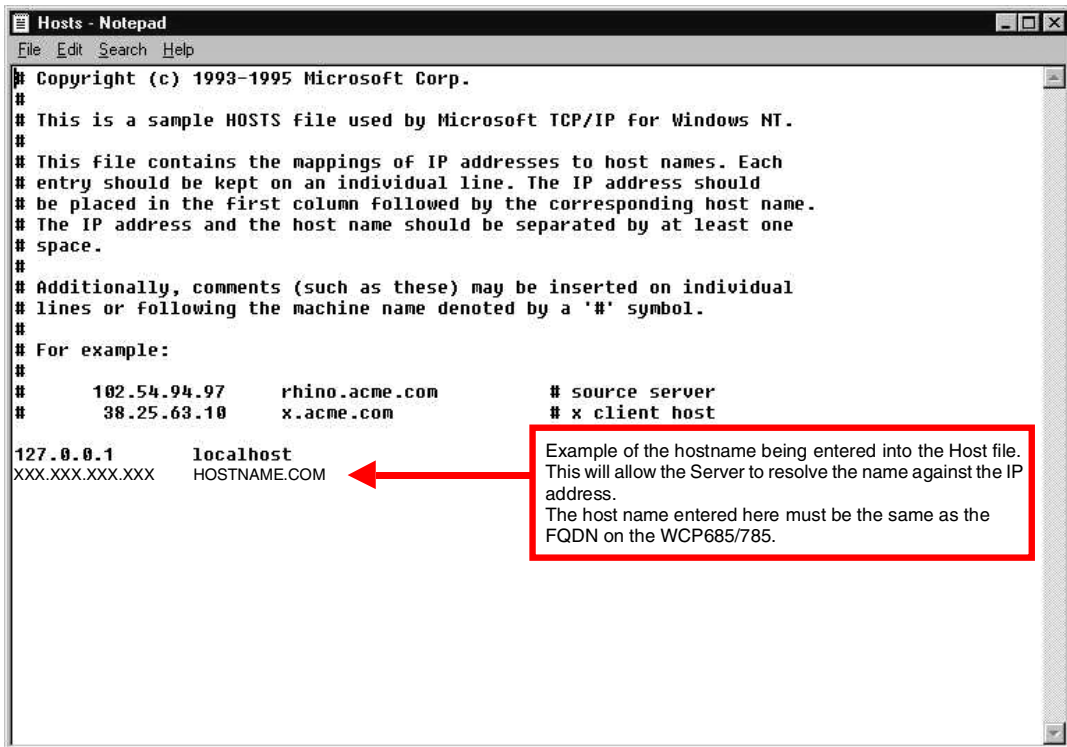 Hosts - Notepad
File Edit Search Help
# Copyright (c) 1993-1995 Microsoft Corp.
#
# This is a sample HOSTS file used by Microsoft TCP/IP for Windows NT.
#
# This file contains the mappings of IP addresses to host names. Each
# entry should be kept on an individual line. The IP address should
# be placed in the first column followed by the corresponding host name.
# The IP address and the host name should be separated by at least one
# space.
#
# Additionally, comments (such as these) may be inserted on individual
# lines or following the machine name denoted by a '#' symbol.
#
# For example:
#
# 102.54.94.97 rhino.acme.com # source server
# 38.25.63.10 x.acme.com # x client host
127.0.0.1 localhost
XXX.XXX.XXX.XXX HOSTNAME.COM
Example of the hostname being entered into the Host file.
This will allow the Server to resolve the name against the IP
address.
The host name entered here must be the same as the
FQDN on the WCP685/785.